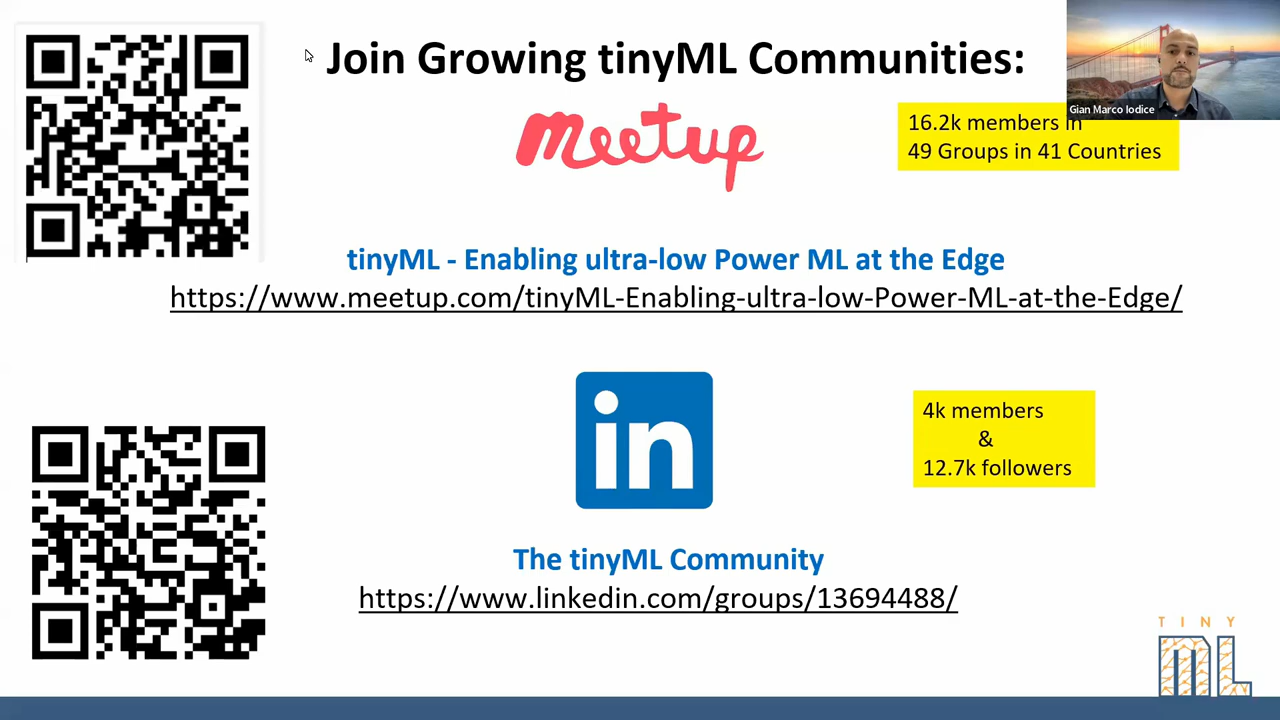 Join Growing tinyML Communities:
Gian Marco Iodice
meetup
16.2k members in
49 Groups in 41 Countries
tinyML - Enabling ultra-low Power ML at the Edge
https://www.meetup.com/tinyML-Enabling-ultra-low-Power-ML-at-the-Edge/
in
4k members
&
12.7k followers
The tinyML Community
https://www.linkedin.com/groups/13694488/
TINY
ML